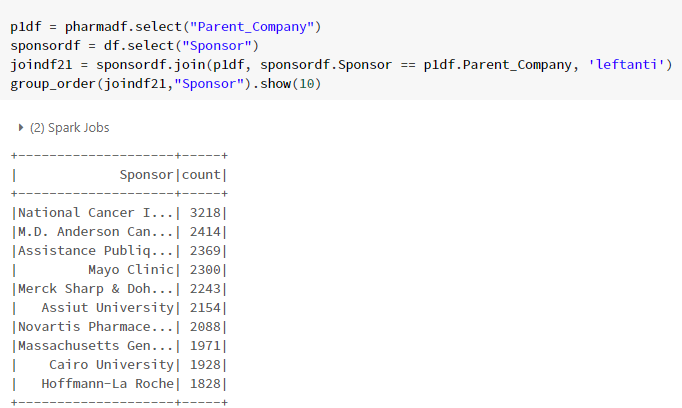 p1df = pharmadf.select("Parent_Company")
sponsordf = df.select("Sponsor")
joindf21 = sponsordf.join(p1df, sponsordf.Sponsor == p1df.Parent_Company, 'leftanti')
group_order(joindf21,"Sponsor").show(10)
(2) Spark Jobs
+--------------------+-----+
|             Sponsor|count|
+--------------------+-----+
|National Cancer I...| 3218|
|M.D. Anderson Can...| 2414|
|Assistance Publiq...| 2369|
|         Mayo Clinic| 2300|
|Merck Sharp & Doh...| 2243|
|   Assiut University| 2154|
|Novartis Pharmace...| 2088|
|Massachusetts Gen...| 1971|
|    Cairo University| 1928|
|   Hoffmann-La Roche| 1828|
+--------------------+-----+